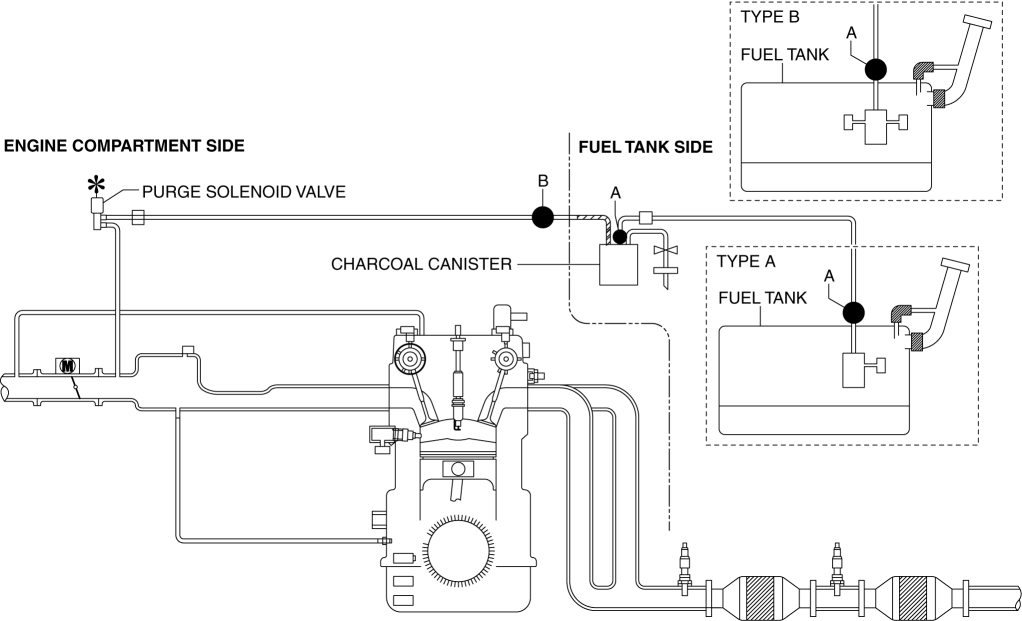 TYPE B
A
FUEL TANK
ENGINE COMPARTMENT SIDE
FUEL TANK SIDE
*
PURGE SOLENOID VALVE
B
A
CHARCOAL CANISTER
TYPE A
A
FUEL TANK
M